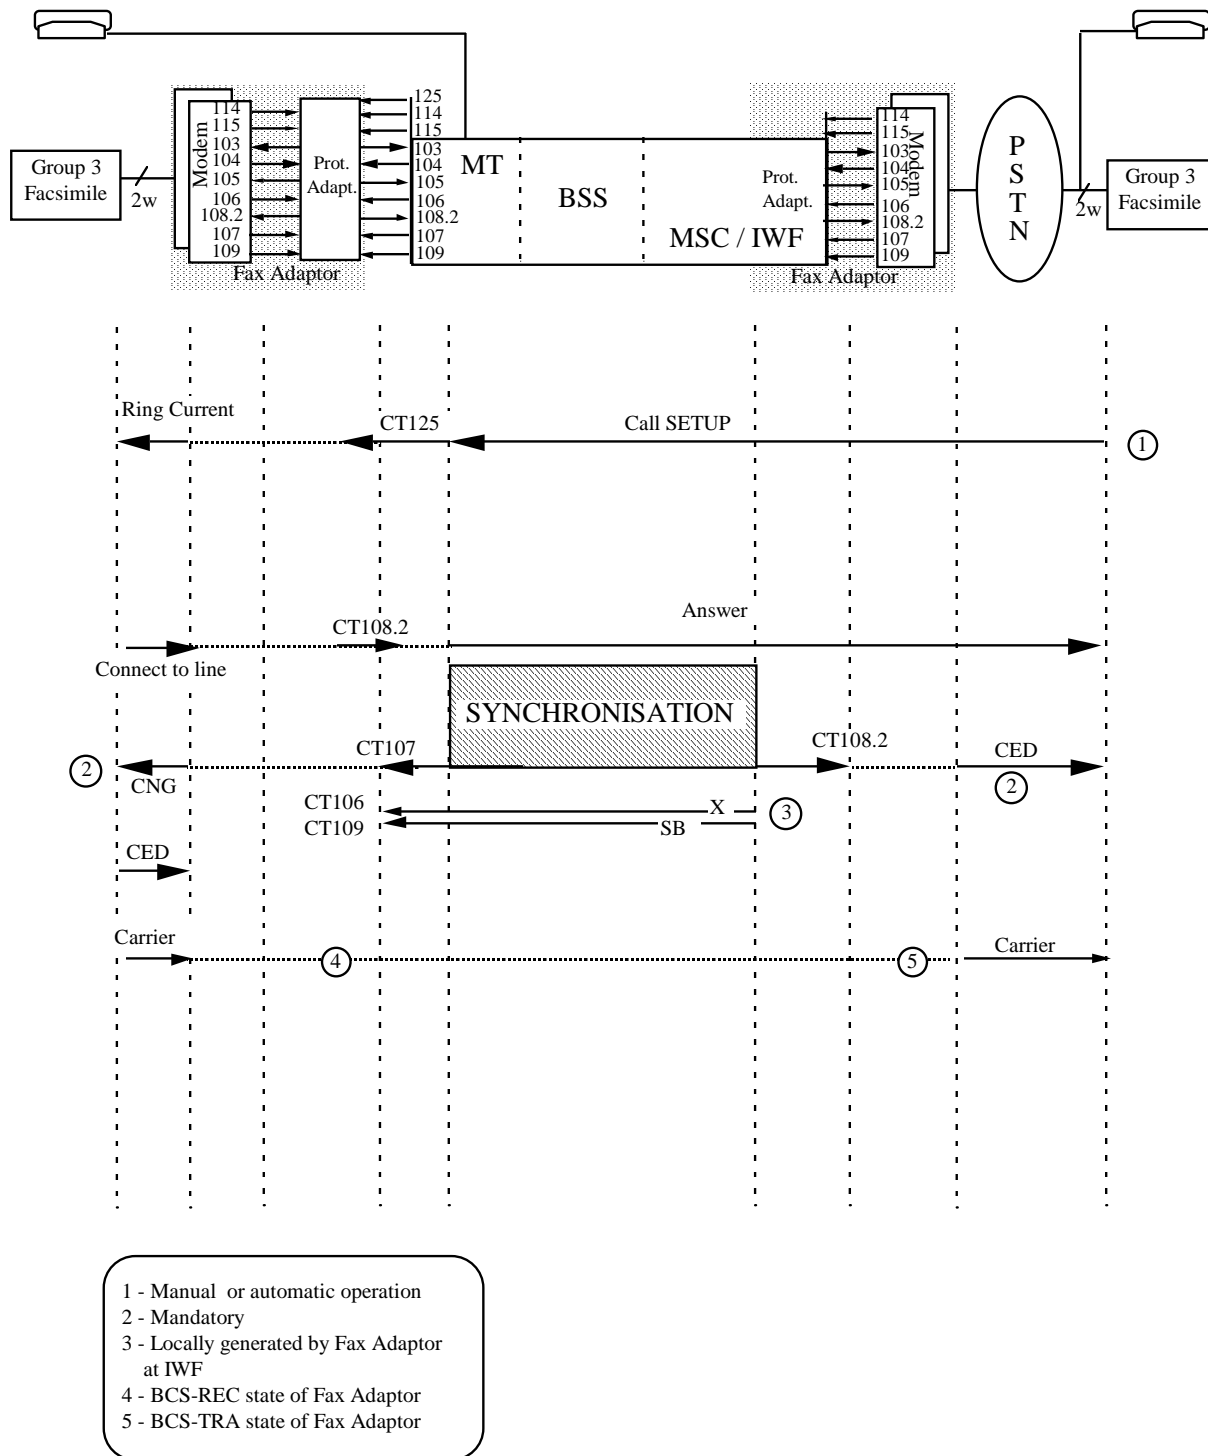 125
114
114
114
115
115
115
103
103
103
104
104
104
105
105
105
106
106
106
108.2
108.2
108.2
107
107
107
109
109
109
Modem
Prot.
Adapt.
Group 3
Facsimile
2w
Fax Adaptor
MT
BSS
MSC / IWF
Prot.
Adapt.
Modem
Fax Adaptor
P
S
T
N
2w
Group 3
Facsimile
Ring Current
CT125
Call SETUP
1
CT108.2
Answer
Connect to line
SYNCHRONISATION
2
CNG
CT107
CT108.2
CED
2
CT106
X
3
CT109
SB
CED
Carrier
4
5
Carrier
1 - Manual or automatic operation
2 - Mandatory
3 - Locally generated by Fax Adaptor
at IWF
4 - BCS-REC state of Fax Adaptor
5 - BCS-TRA state of Fax Adaptor